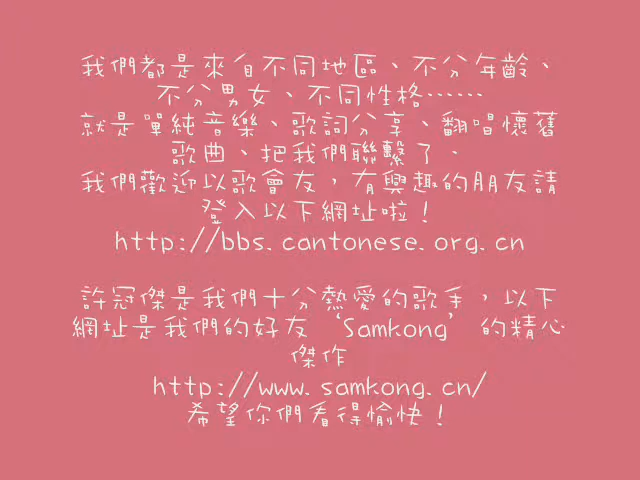 我們都是來自不同地區、不分年齡、
不分男女、不同性格……
就是單純音樂、歌詞分享、翻唱懷舊
歌曲、把我們聯繫了、
我們歡迎以歌會友，有興趣的朋友請
登入以下網址啦！
http://bbs.cantonese.org.cn
許冠傑是我們十分熱愛的歌手，以下
網址是我們的好友‘Samkong’的精心
傑作
http://www.samkong.cn/
希望你們看得愉快！